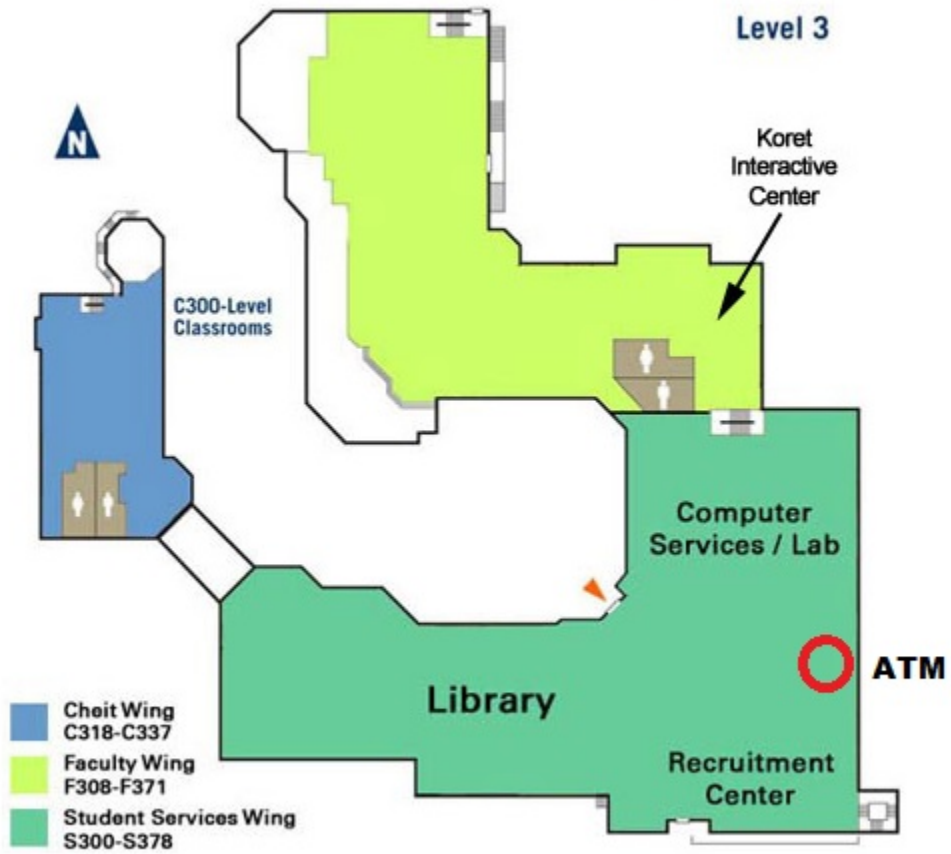 Level 3
N
Koret
Interactive
Center
C300-Level
Classrooms
Computer
Services / Lab
ATM
Library
Recruitment
Center
Cheit Wing
C318-C337
Faculty Wing
F308-F371
Student Services Wing
S300-S378